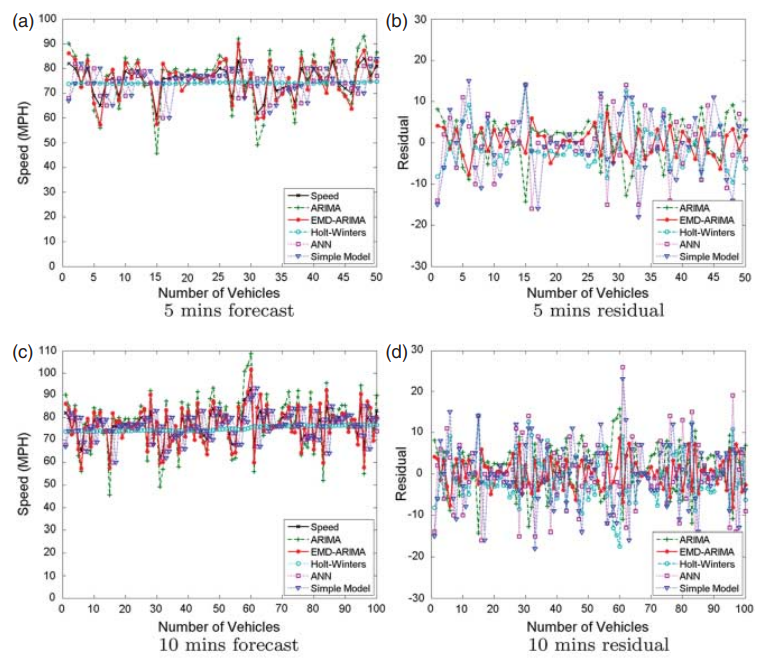 (a)
100
90
80
70
60
50
40
30
20
10
0
Speed (MPH)
Speed
ARIMA
EMD-ARIMA
Holt-Winters
ANN
Simple Model
0 5 10 15 20 25 30 35 40 45 50
Number of Vehicles
5 mins forecast
(b)
30
20
10
0
-10
-20
-30
Residual
ARIMA
EMD-ARIMA
Holt-Winters
ANN
Simple Model
0 5 10 15 20 25 30 35 40 45 50
Number of Vehicles
5 mins residual
(c)
110
100
90
80
70
60
50
40
30
20
10
0
Speed (MPH)
Speed
ARIMA
EMD-ARIMA
Holt-Winters
ANN
Simple Model
0 10 20 30 40 50 60 70 80 90 100
Number of Vehicles
10 mins forecast
(d)
30
20
10
0
-10
-20
-30
Residual
ARIMA
EMD-ARIMA
Holt-Winters
ANN
Simple Model
0 10 20 30 40 50 60 70 80 90 100
Number of Vehicles
10 mins residual